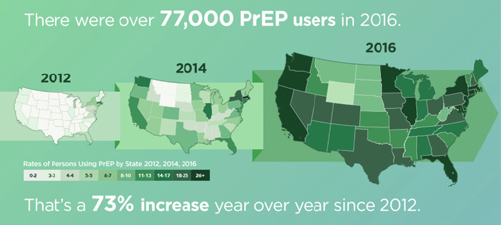 There were over 77,000 PrEP users in 2016.
2012
2014
2016
Rates of Persons Using PrEP by State 2012, 2014, 2016
0-2 3-3 4-4 5-5 6-7 8-10 11-13 14-17 18-25 26+
That's a 73% increase year over year since 2012.